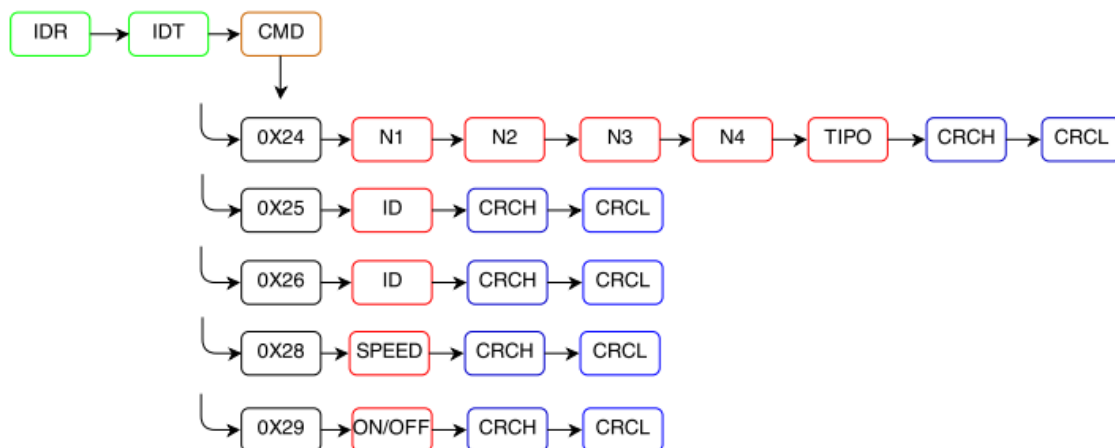 IDR IDT CMD
0X24 N1 N2 N3 N4 TIPO CRCH CRCL
0X25 ID CRCH CRCL
0X26 ID CRCH CRCL
0X28 SPEED CRCH CRCL
0X29 ON/OFF CRCH CRCL